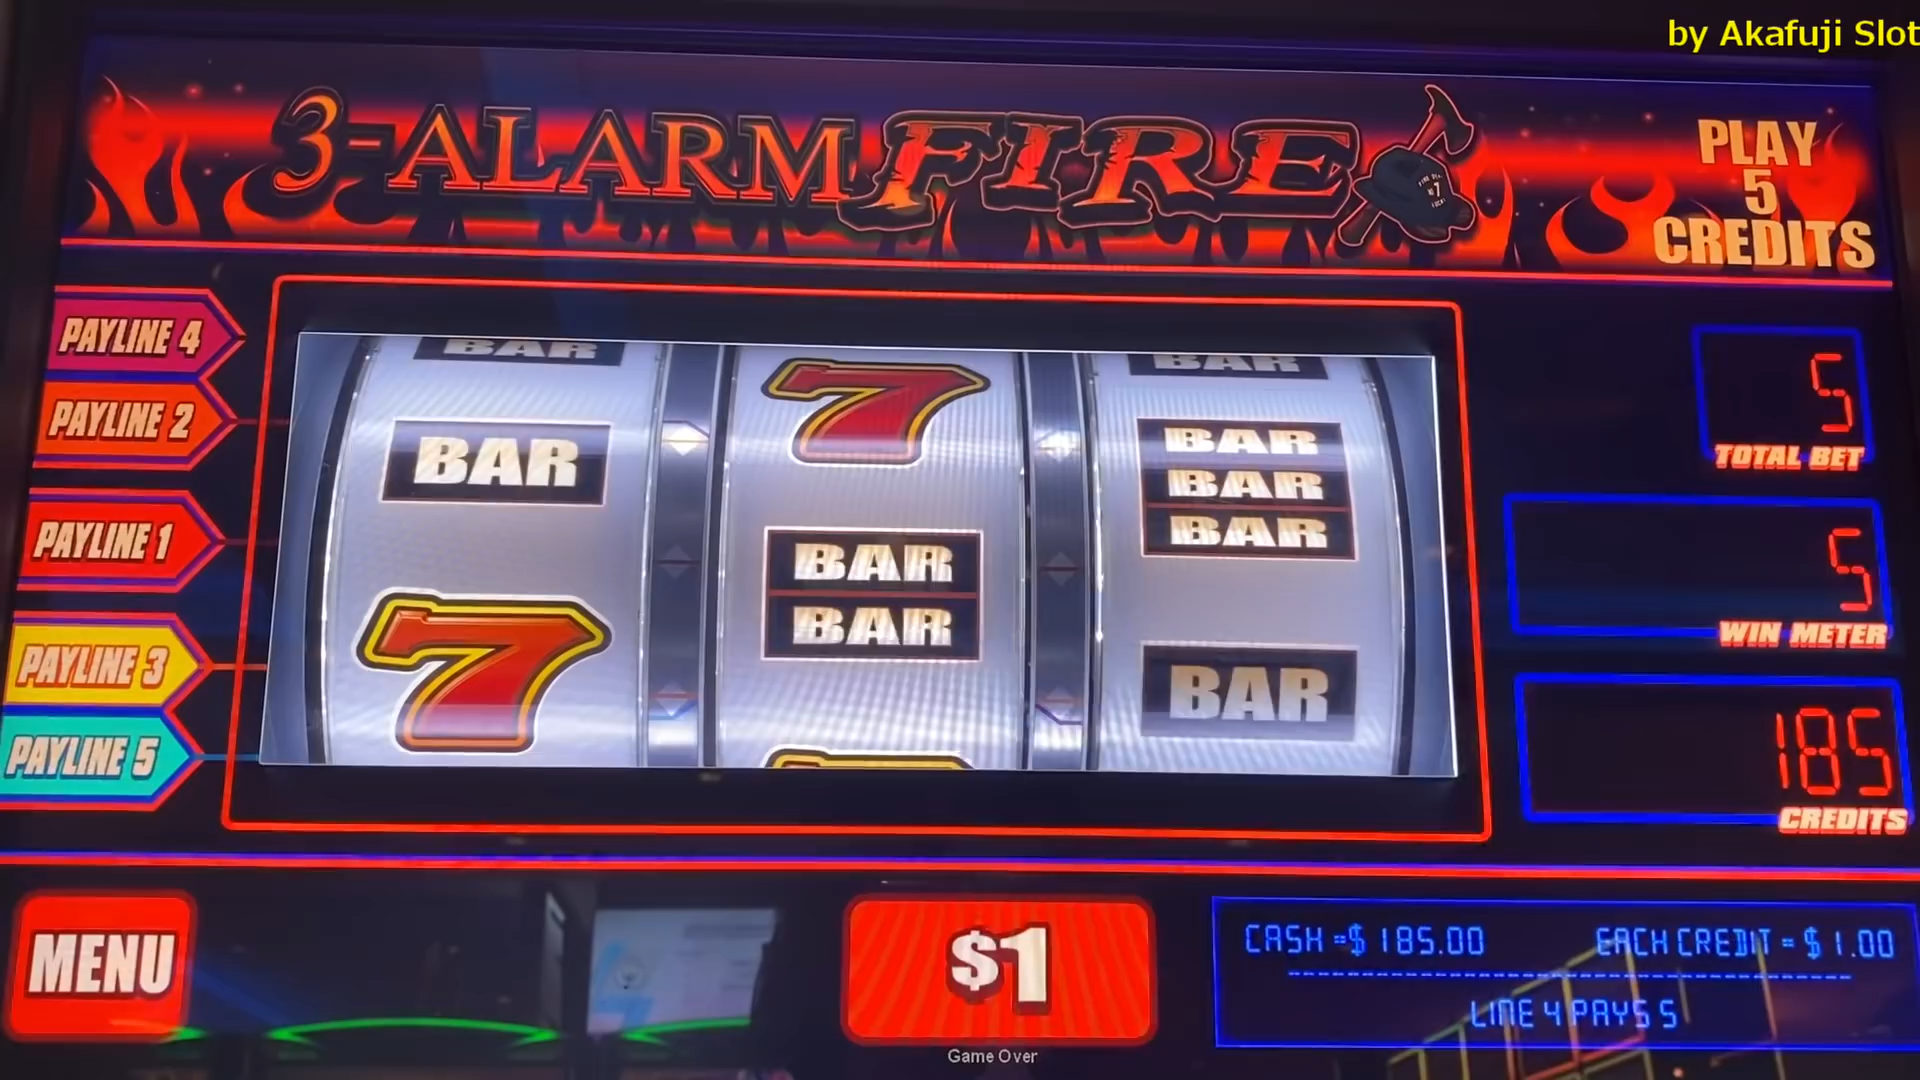 by Akafuji Slot
3-ALARM FIRE
PLAY
5
CREDITS
PAYLINE 4
PAYLINE 2
PAYLINE 1
PAYLINE 3
PAYLINE 5
BAR
BAR
7
7
BAR
BAR
BAR
BAR
BAR
BAR
BAR
BAR
5
TOTAL BET
5
WIN METER
185
CREDITS
MENU
$1
CASH =$ 185.00 EACH CREDIT = $ 1.00
LINE 4 PAYS 5
Game Over